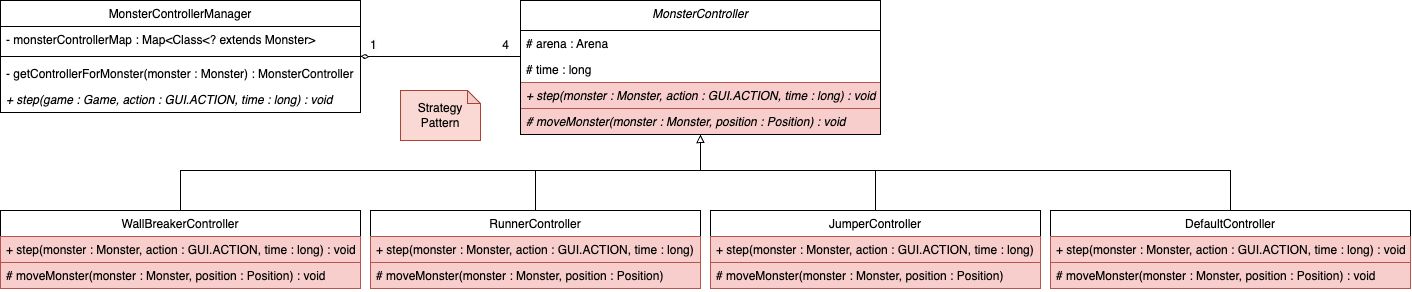 MonsterControllerManager
- monsterControllerMap : Map<Class<? extends Monster>
- getControllerForMonster(monster : Monster) : MonsterController
+ step(game : Game, action : GUI.ACTION, time : long) : void
1
4
Strategy
Pattern
MonsterController
# arena : Arena
# time : long
+ step(monster : Monster, action : GUI.ACTION, time : long) : void
# moveMonster(monster : Monster, position : Position) : void
WallBreakerController
+ step(monster : Monster, action : GUI.ACTION, time : long) : void
# moveMonster(monster : Monster, position : Position) : void
RunnerController
+ step(monster : Monster, action : GUI.ACTION, time : long)
# moveMonster(monster : Monster, position : Position)
JumperController
+ step(monster : Monster, action : GUI.ACTION, time : long)
# moveMonster(monster : Monster, position : Position)
DefaultController
+ step(monster : Monster, action : GUI.ACTION, time : long) : void
# moveMonster(monster : Monster, position : Position) : void